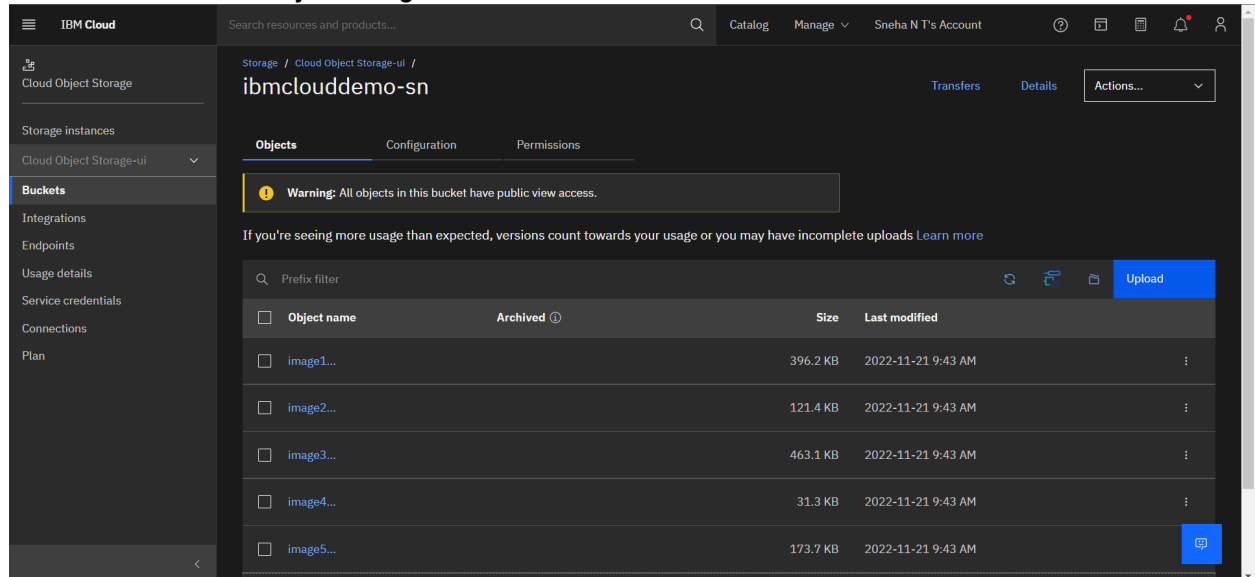 IBM Cloud
Search resources and products...
Catalog
Manage
Sneha N T's Account
Cloud Object Storage
Storage instances
Cloud Object Storage-ui
Buckets
Integrations
Endpoints
Usage details
Service credentials
Connections
Plan
Storage / Cloud Object Storage-ui /
ibmclouddemo-sn
Transfers
Details
Actions...
Objects
Configuration
Permissions
Warning: All objects in this bucket have public view access.
If you're seeing more usage than expected, versions count towards your usage or you may have incomplete uploads Learn more
Prefix filter
Upload
Object name Archived Size Last modified
image1... 396.2 KB 2022-11-21 9:43 AM
image2... 121.4 KB 2022-11-21 9:43 AM
image3... 463.1 KB 2022-11-21 9:43 AM
image4... 31.3 KB 2022-11-21 9:43 AM
image5... 173.7 KB 2022-11-21 9:43 AM